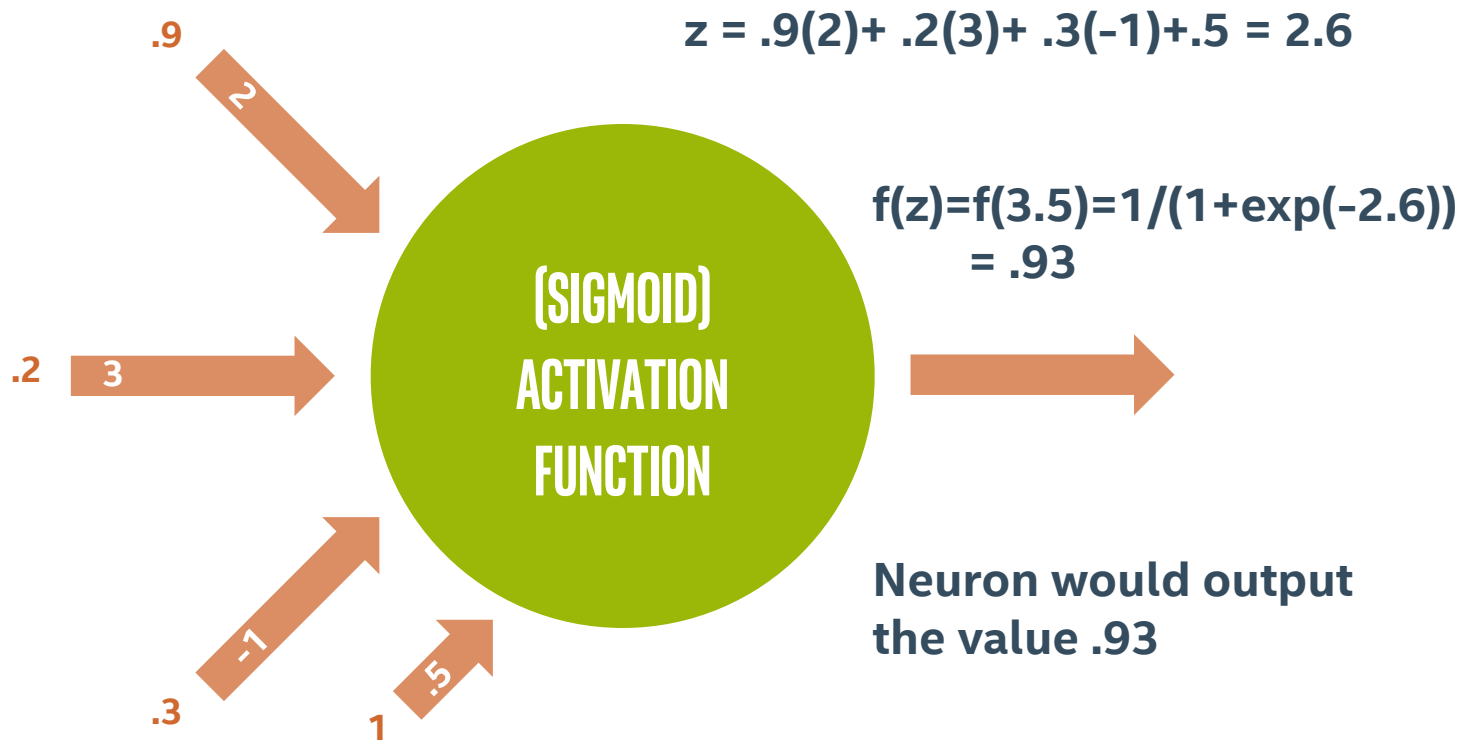 .9
z = .9(2)+ .2(3)+ .3(-1)+.5 = 2.6
2
f(z)=f(3.5)=1/(1+exp(-2.6))
= .93
(SIGMOID)
ACTIVATION
FUNCTION
.2
3
-1
.3
.5
1
Neuron would output
the value .93